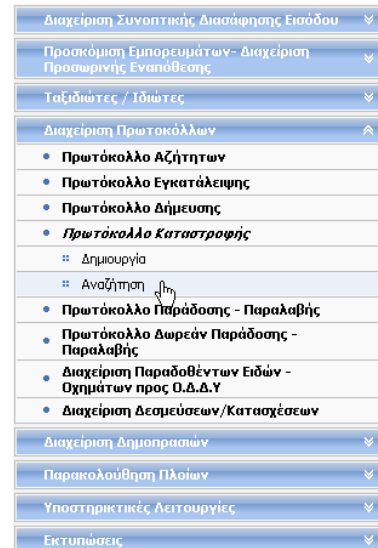 Διαχείριση Συνοπτικής Διασάφησης Εισόδου
Προσκόμιση Εμπορευμάτων- Διαχείριση
Προσωρινής Εναπόθεσης
Ταξιδιώτες / Ιδιώτες
Διαχείριση Πρωτοκόλλων
Πρωτόκολλο Αζήτητων
Πρωτόκολλο Εγκατάλειψης
Πρωτόκολλο Δήμευσης
Πρωτόκολλο Καταστροφής
Δημιουργία
Αναζήτηση
Πρωτόκολλο Παράδοσης - Παραλαβής
Πρωτόκολλο Δωρεάν Παράδοσης -
Παραλαβής
Διαχείριση Παραδοθέντων Ειδών -
Οχημάτων προς Ο.Δ.Δ.Υ
Διαχείριση Δεσμεύσεων/Κατασχέσεων
Διαχείριση Δημοπρασιών
Παρακολούθηση Πλοίων
Υποστηρικτικές Λειτουργίες
Εκτυπώσεις